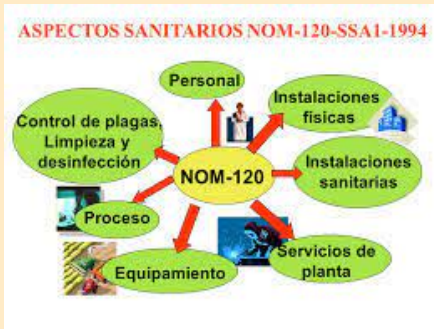 ASPECTOS SANITARIOS NOM-120-SSA1-1994
Personal
Instalaciones
físicas
Control de plagas,
Limpieza y
desinfección
NOM-120
Instalaciones
sanitarias
Proceso
Equipamiento
Servicios de
planta